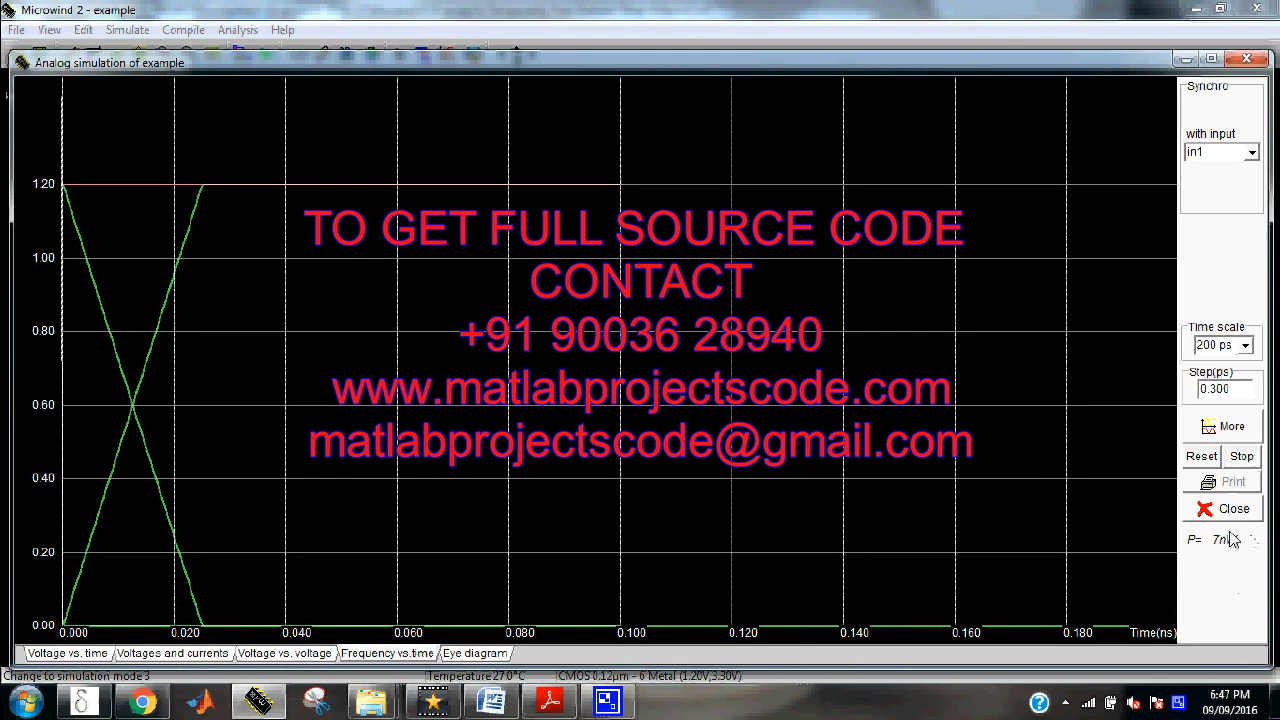 Microwind 2 - example
File View Edit Simulate Compile Analysis Help
Analog simulation of example
Synchro
with input
in1
1.20
1.00
0.80
0.60
0.40
0.20
0.00
TO GET FULL SOURCE CODE
CONTACT
+91 90036 28940
www.matlabprojectscode.com
matlabprojectscode@gmail.com
Time scale
200 ps
Step(ps)
0.300
More
Reset Stop
Print
Close
P=
0.000 0.020 0.040 0.060 0.080 0.100 0.120 0.140 0.160 0.180 Time(ns)
Voltage vs. time Voltages and currents Voltage vs. voltage Frequency vs.time Eye diagram
Change to simulation mode3 Temperature27.0°C CMOS 0.12µm - 6 Metal (1.20V,3.30V)
6:47 PM
09/09/2016